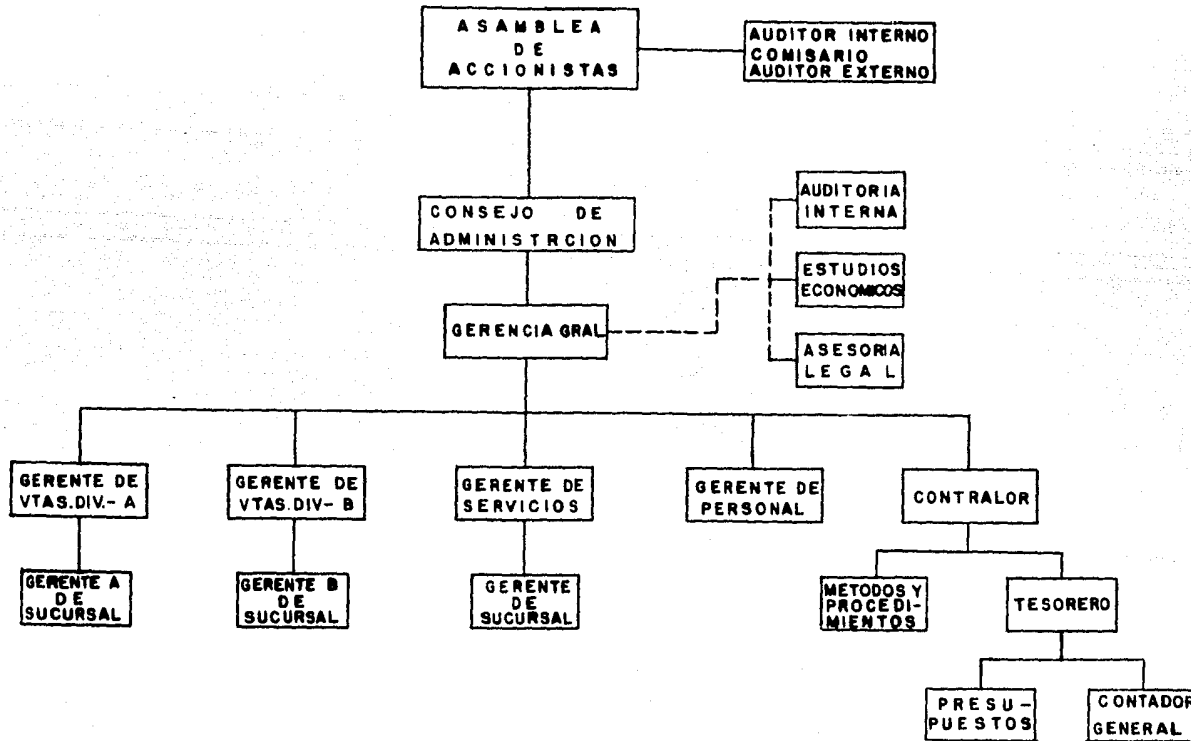 ASAMBLEA
DE
ACCIONISTAS
AUDITOR INTERNO
COMISARIO
AUDITOR EXTERNO
CONSEJO DE
ADMINISTRCION
AUDITORIA
INTERNA
ESTUDIOS
ECONOMICOS
ASESORIA
LEGAL
GERENCIA GRAL
GERENTE DE
VTAS.DIV.- A
GERENTE DE
VTAS.DIV- B
GERENTE DE
SERVICIOS
GERENTE DE
PERSONAL
CONTRALOR
GERENTE A
DE
SUCURSAL
GERENTE B
DE
SUCURSAL
GERENTE
DE
SUCURSAL
METODOS Y
PROCEDI-
MIENTOS
TESORERO
PRESU-
PUESTOS
CONTADOR
GENERAL